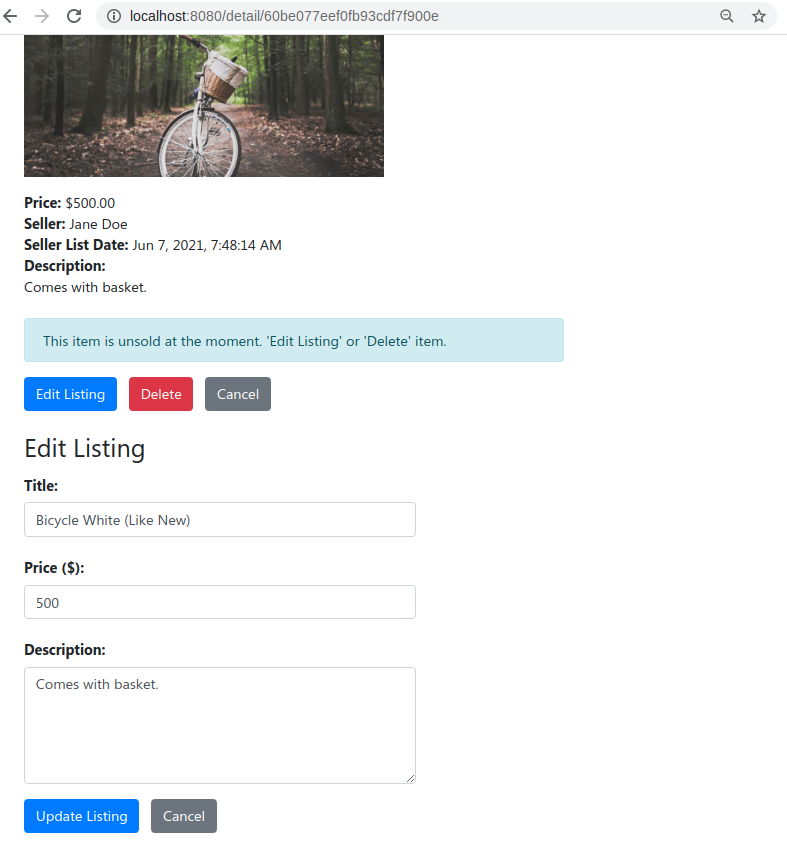 localhost:8080/detail/60be077eef0fb93cdf7f900e
Price: $500.00
Seller: Jane Doe
Seller List Date: Jun 7, 2021, 7:48:14 AM
Description:
Comes with basket.
This item is unsold at the moment. 'Edit Listing' or 'Delete' item.
Edit Listing Delete Cancel
Edit Listing
Title:
Bicycle White (Like New)
Price ($):
500
Description:
Comes with basket.
Update Listing Cancel